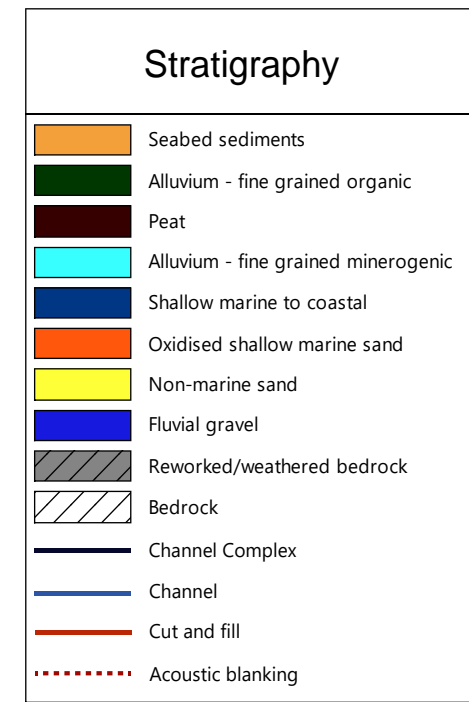 Stratigraphy
Seabed sediments
Alluvium - fine grained organic
Peat
Alluvium - fine grained minerogenic
Shallow marine to coastal
Oxidised shallow marine sand
Non-marine sand
Fluvial gravel
Reworked/weathered bedrock
Bedrock
Channel Complex
Channel
Cut and fill
Acoustic blanking